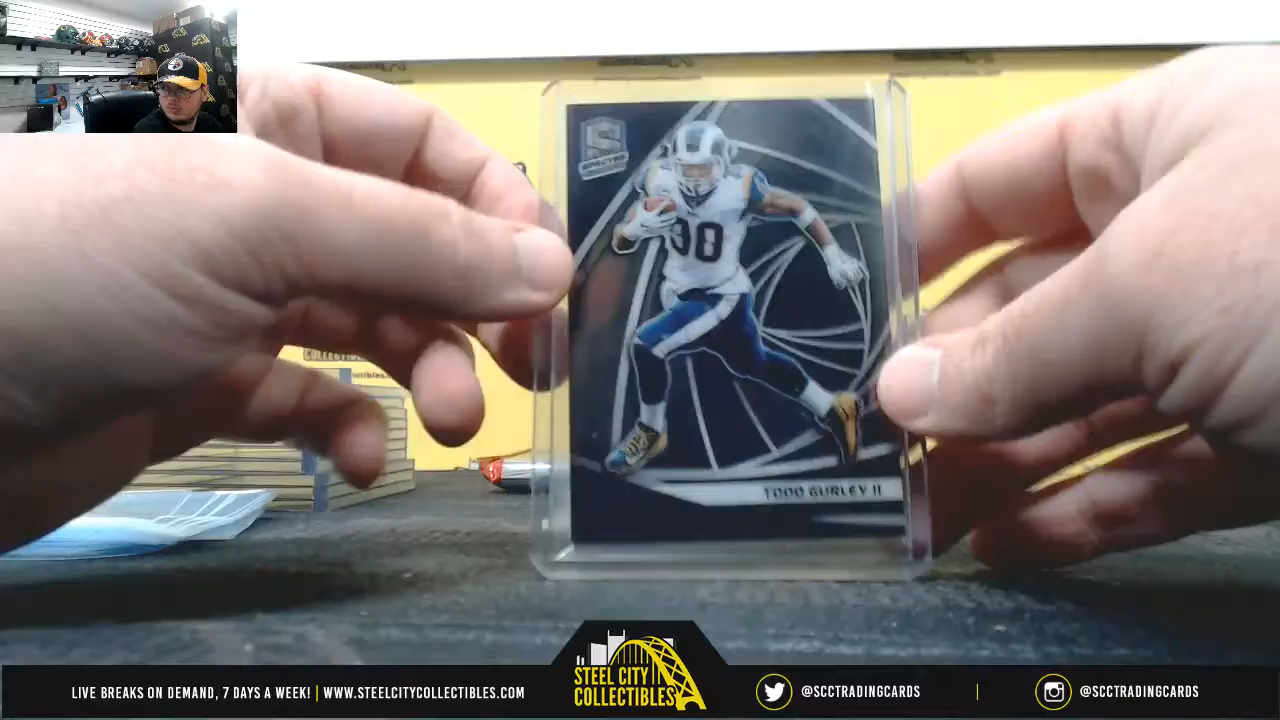 SPECTRA
30
TODD GURLEY II
STEEL CITY
COLLECTIBLES
LIVE BREAKS ON DEMAND, 7 DAYS A WEEK! | WWW.STEELCITYCOLLECTIBLES.COM
@SCCTRADINGCARDS | @SCCTRADINGCARDS